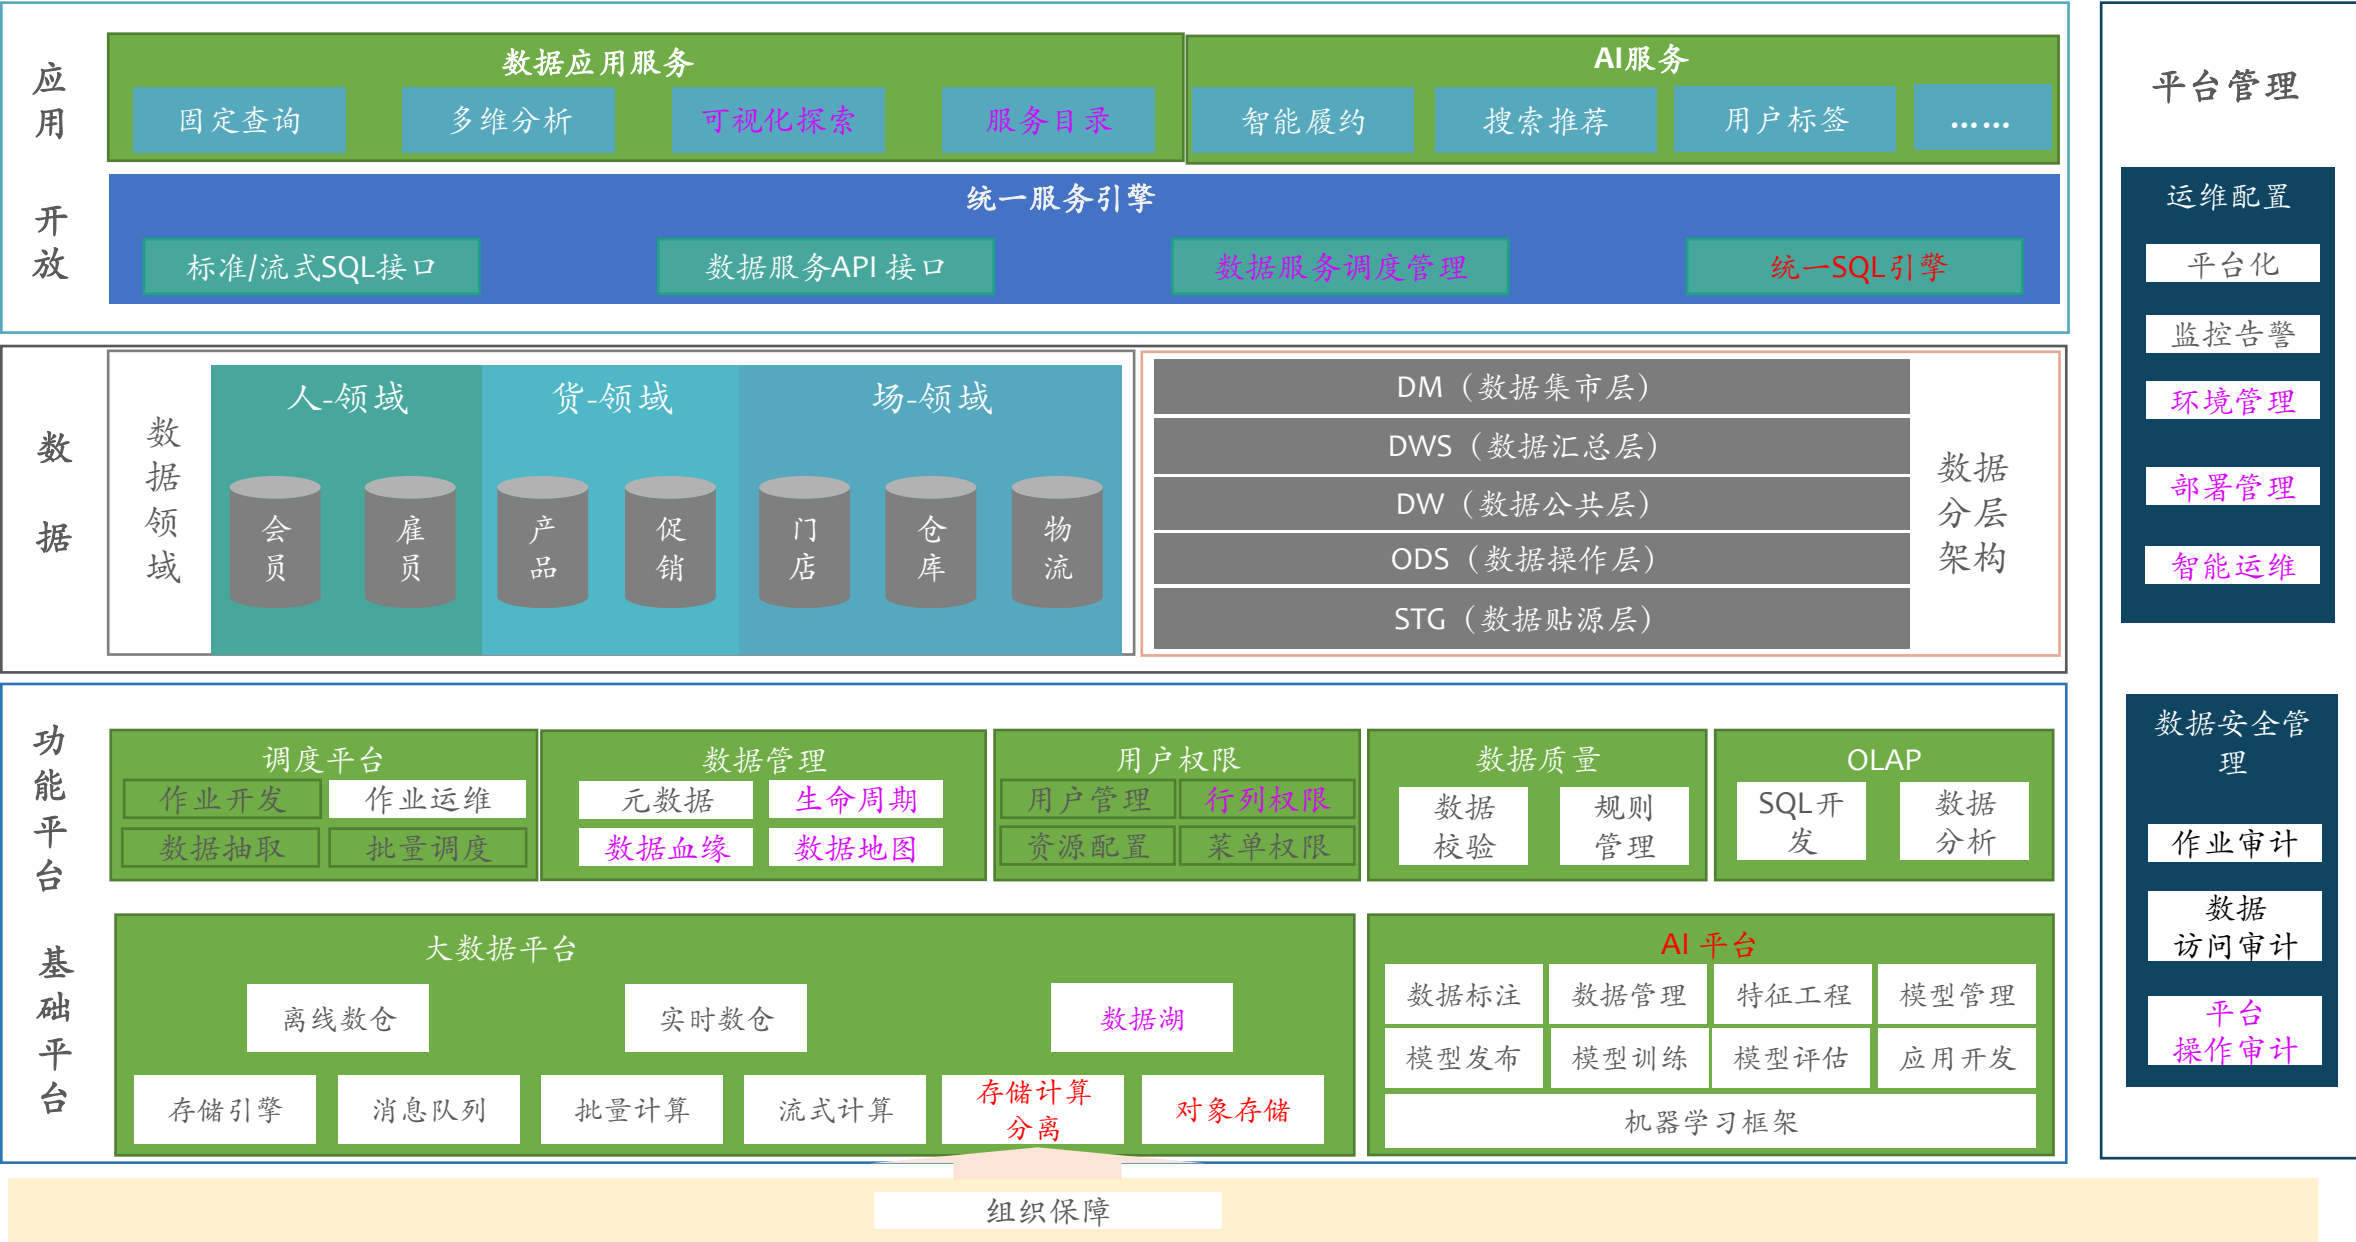 应用
数据应用服务
固定查询
多维分析
可视化探索
服务目录
AI服务
智能履约
搜索推荐
用户标签
……
开放
统一服务引擎
标准/流式SQL接口
数据服务API 接口
数据服务调度管理
统一SQL引擎
数据
数据领域
人-领域
会员
雇员
货-领域
产品
促销
场-领域
门店
仓库
物流
DM（数据集市层）
DWS（数据汇总层）
DW（数据公共层）
ODS（数据操作层）
STG（数据贴源层）
数据
分层
架构
功能平台
调度平台
作业开发
作业运维
数据抽取
批量调度
数据管理
元数据
生命周期
数据血缘
数据地图
用户权限
用户管理
行列权限
资源配置
菜单权限
数据质量
数据
校验
规则
管理
OLAP
SQL开
发
数据
分析
基础平台
大数据平台
离线数仓
实时数仓
数据湖
存储引擎
消息队列
批量计算
流式计算
存储计算
分离
对象存储
AI 平台
数据标注
数据管理
特征工程
模型管理
模型发布
模型训练
模型评估
应用开发
机器学习框架
平台管理
运维配置
平台化
监控告警
环境管理
部署管理
智能运维
数据安全管
理
作业审计
数据
访问审计
平台
操作审计
组织保障